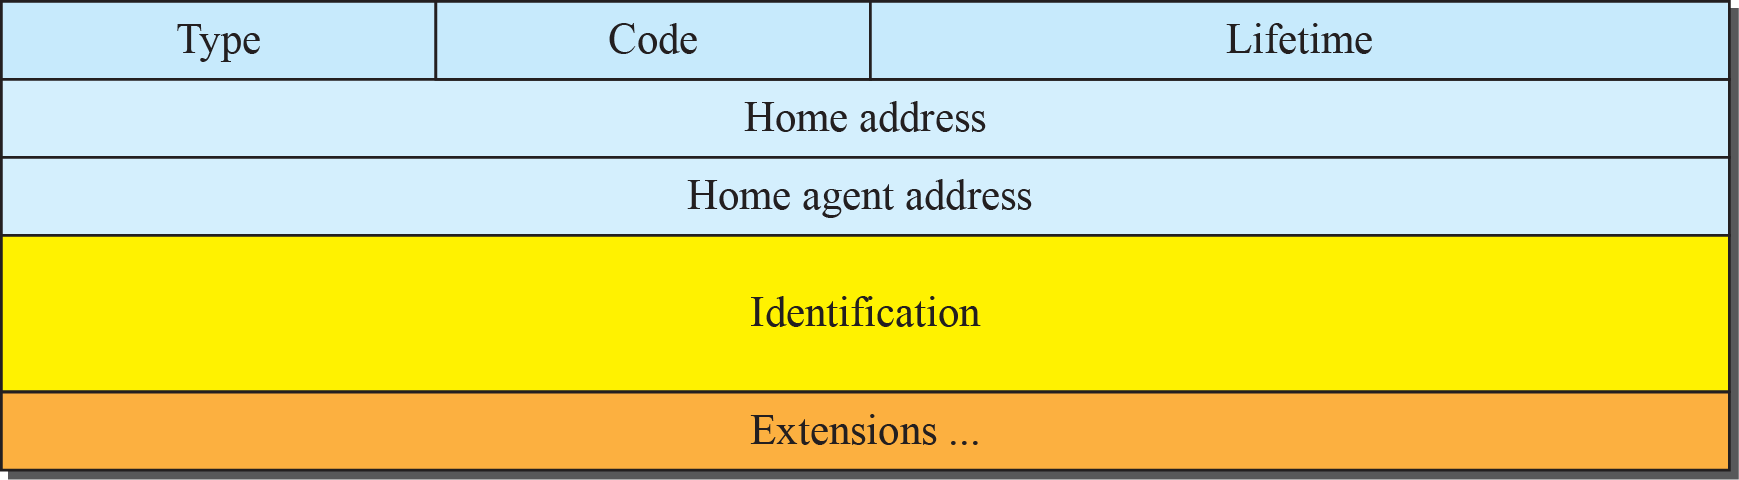 Type Code Lifetime
Home address
Home agent address
Identification
Extensions ...